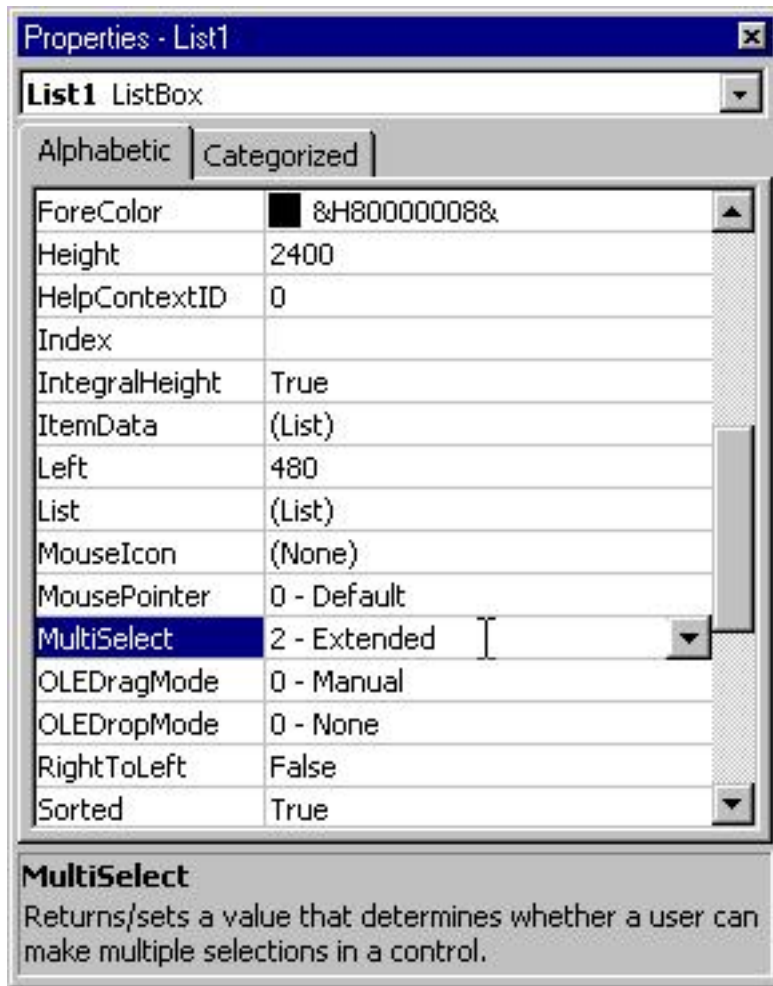 Properties - List1
List1 ListBox
Alphabetic Categorized
ForeColor &H80000008&
Height 2400
HelpContextID 0
Index
IntegralHeight True
ItemData (List)
Left 480
List (List)
MouseIcon (None)
MousePointer 0 - Default
MultiSelect 2 - Extended
OLEDragMode 0 - Manual
OLEDropMode 0 - None
RightToLeft False
Sorted True
MultiSelect
Returns/sets a value that determines whether a user can
make multiple selections in a control.